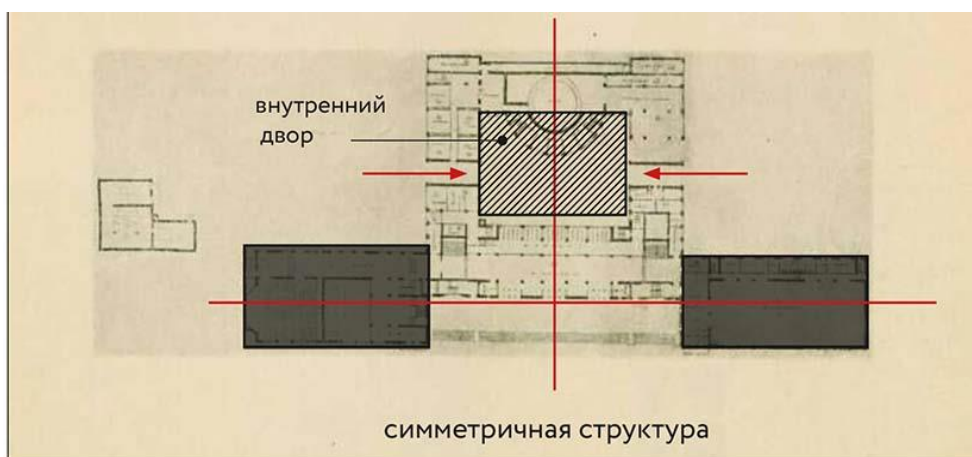 внутренний
двор
симметричная структура